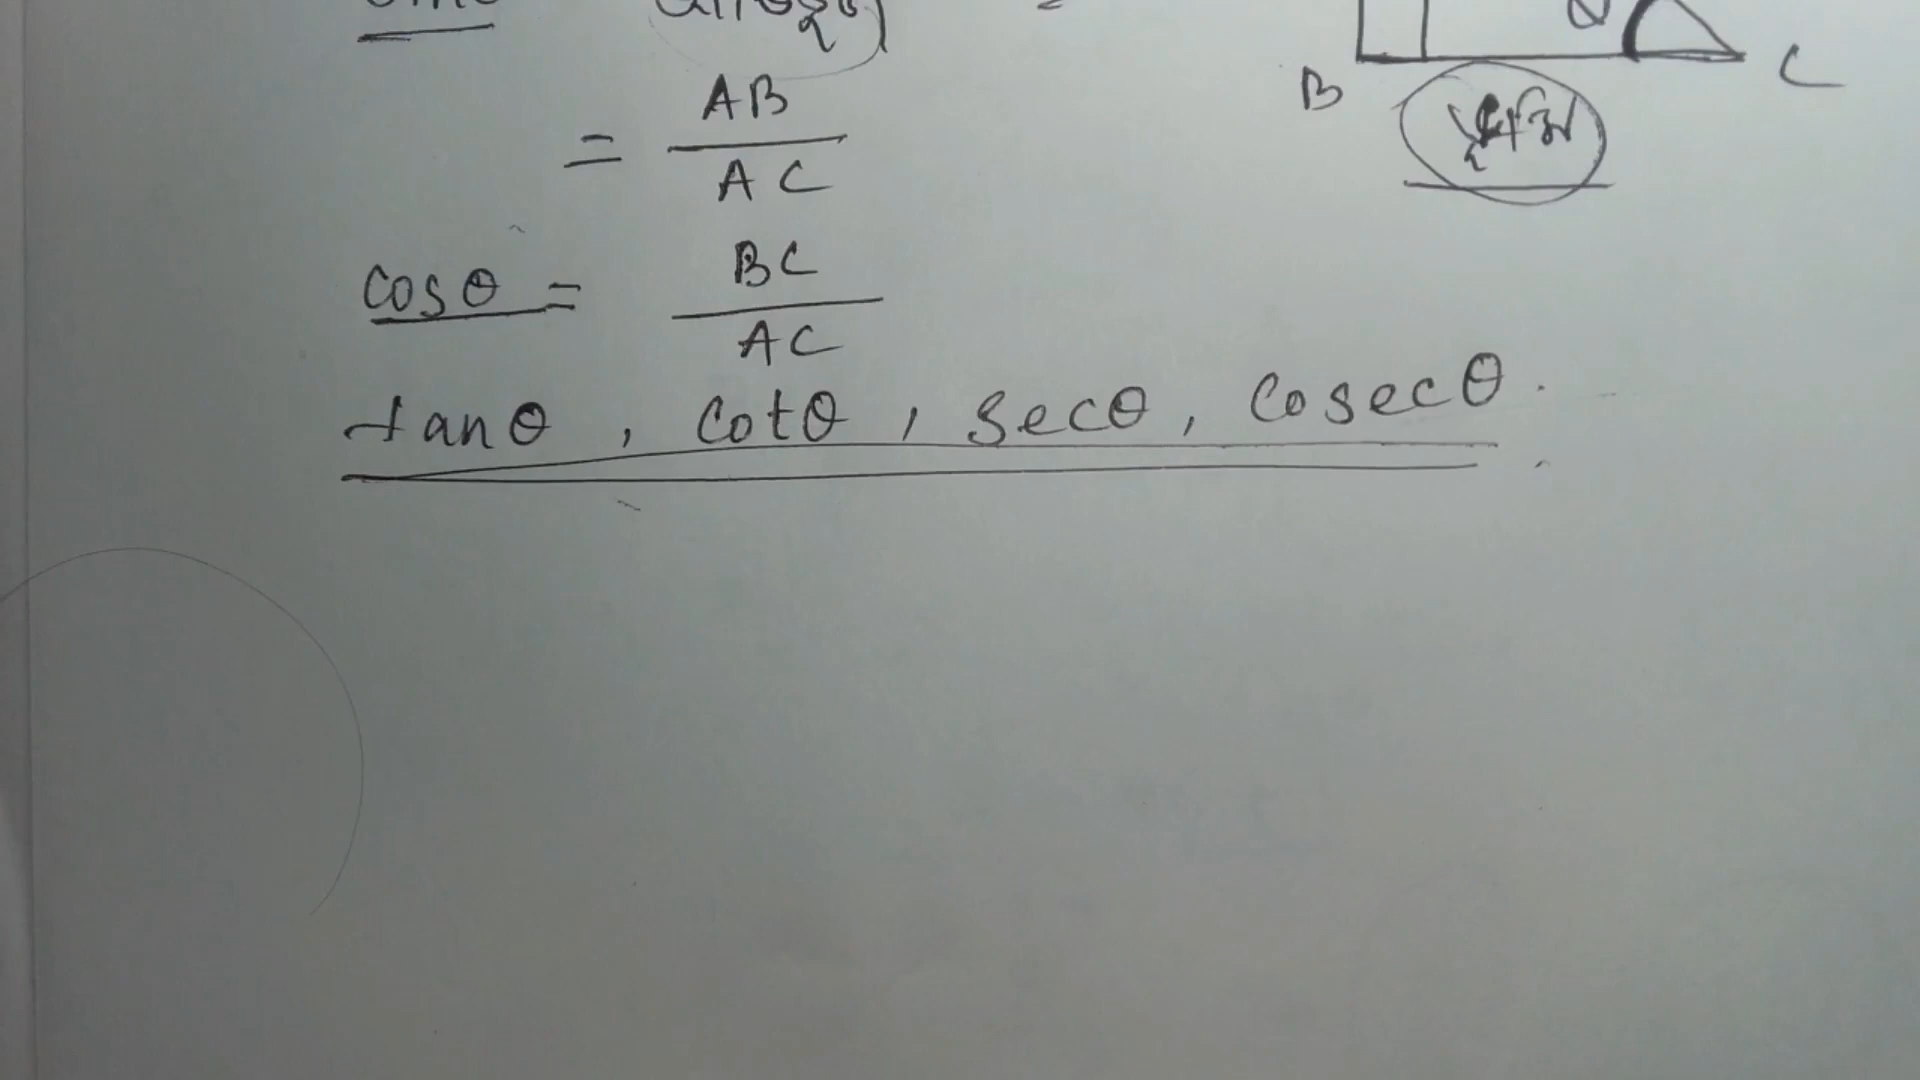 = AB / AC
B
C
cosθ = BC / AC
tanθ, cotθ, secθ, cosecθ.